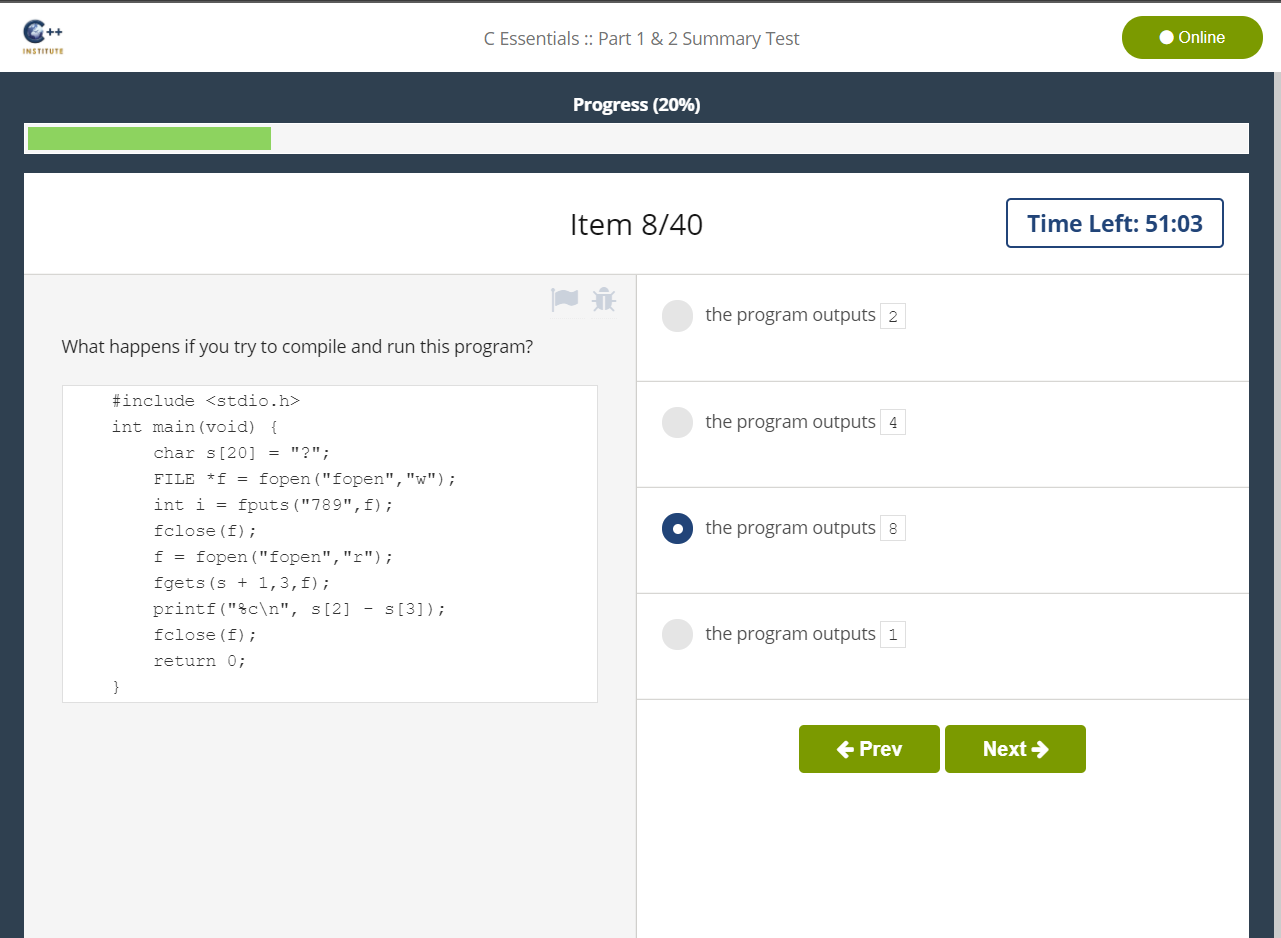 C++
INSTITUTE
C Essentials :: Part 1 & 2 Summary Test
Online
Progress (20%)
Item 8/40
Time Left: 51:03
What happens if you try to compile and run this program?
#include <stdio.h>
int main(void) {
    char s[20] = "?";
    FILE *f = fopen("fopen","w");
    int i = fputs("789",f);
    fclose(f);
    f = fopen("fopen","r");
    fgets(s + 1,3,f);
    printf("%c\n", s[2] - s[3]);
    fclose(f);
    return 0;
}
the program outputs 2
the program outputs 4
the program outputs 8
the program outputs 1
Prev
Next